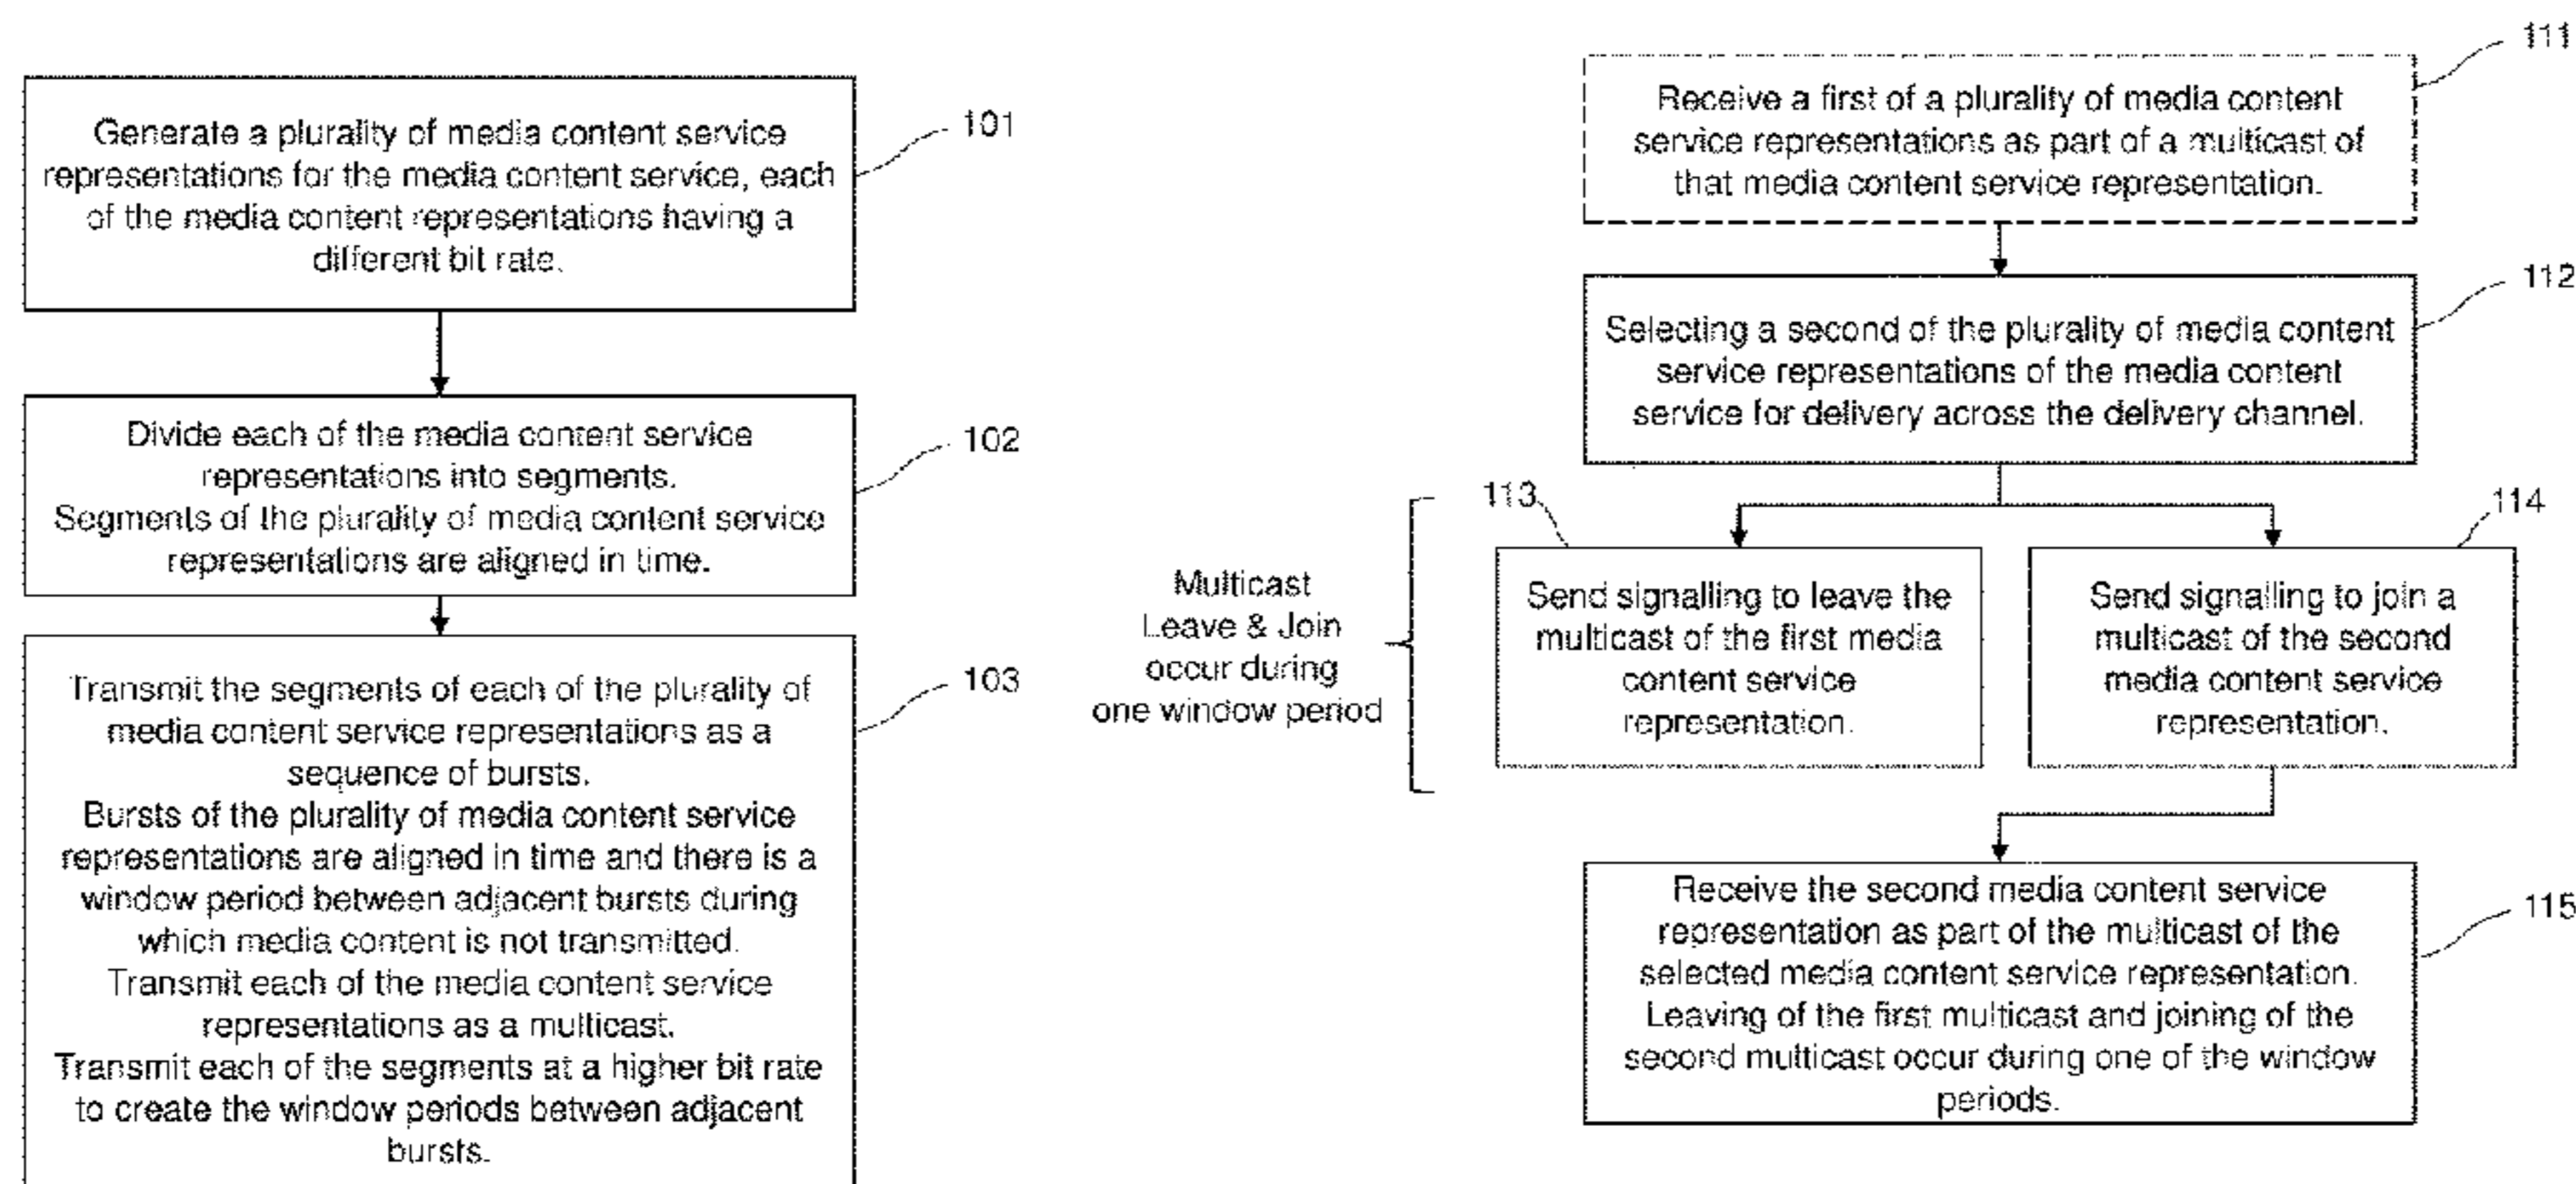 Generate a plurality of media content service
representations for the media content service, each
of the media content representations having a
different bit rate.
101
Divide each of the media content service
representations into segments.
Segments of the plurality of media content service
representations are aligned in time.
102
Transmit the segments of each of the plurality of
media content service representations as a
sequence of bursts.
Bursts of the plurality of media content service
representations are aligned in time and there is a
window period between adjacent bursts during
which media content is not transmitted.
Transmit each of the media content service
representations as a multicast.
Transmit each of the segments at a higher bit rate
to create the window periods between adjacent
bursts.
103
111
Receive a first of a plurality of media content
service representations as part of a multicast of
that media content service representation.
112
Selecting a second of the plurality of media content
service representations of the media content
service for delivery across the delivery channel.
Multicast
Leave & Join
occur during
one window period
113
Send signalling to leave the
multicast of the first media
content service
representation.
114
Send signalling to join a
multicast of the second
media content service
representation.
Receive the second media content service
representation as part of the multicast of the
selected media content service representation.
Leaving of the first multicast and joining of the
second multicast occur during one of the window
periods.
115